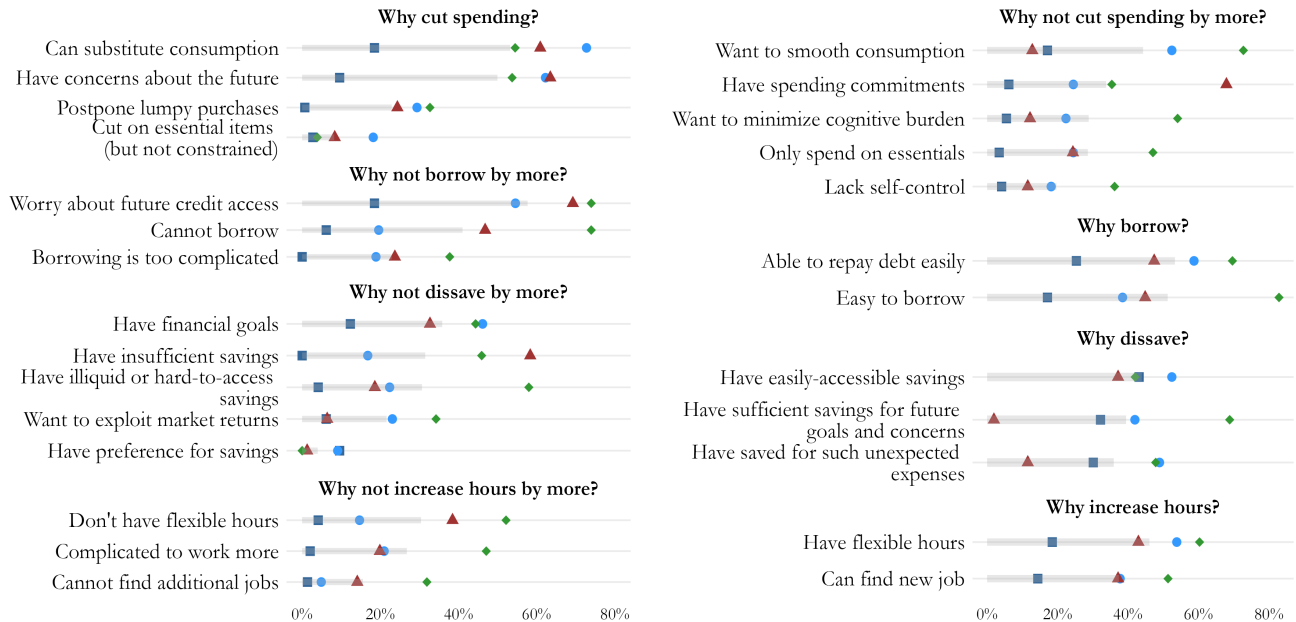 Why cut spending?
Can substitute consumption
Have concerns about the future
Postpone lumpy purchases
Cut on essential items
(but not constrained)
Why not borrow by more?
Worry about future credit access
Cannot borrow
Borrowing is too complicated
Why not dissave by more?
Have financial goals
Have insufficient savings
Have illiquid or hard-to-access
savings
Want to exploit market returns
Have preference for savings
Why not increase hours by more?
Don't have flexible hours
Complicated to work more
Cannot find additional jobs
0% 20% 40% 60% 80%
Why not cut spending by more?
Want to smooth consumption
Have spending commitments
Want to minimize cognitive burden
Only spend on essentials
Lack self-control
Why borrow?
Able to repay debt easily
Easy to borrow
Why dissave?
Have easily-accessible savings
Have sufficient savings for future
goals and concerns
Have saved for such unexpected
expenses
Why increase hours?
Have flexible hours
Can find new job
0% 20% 40% 60% 80%